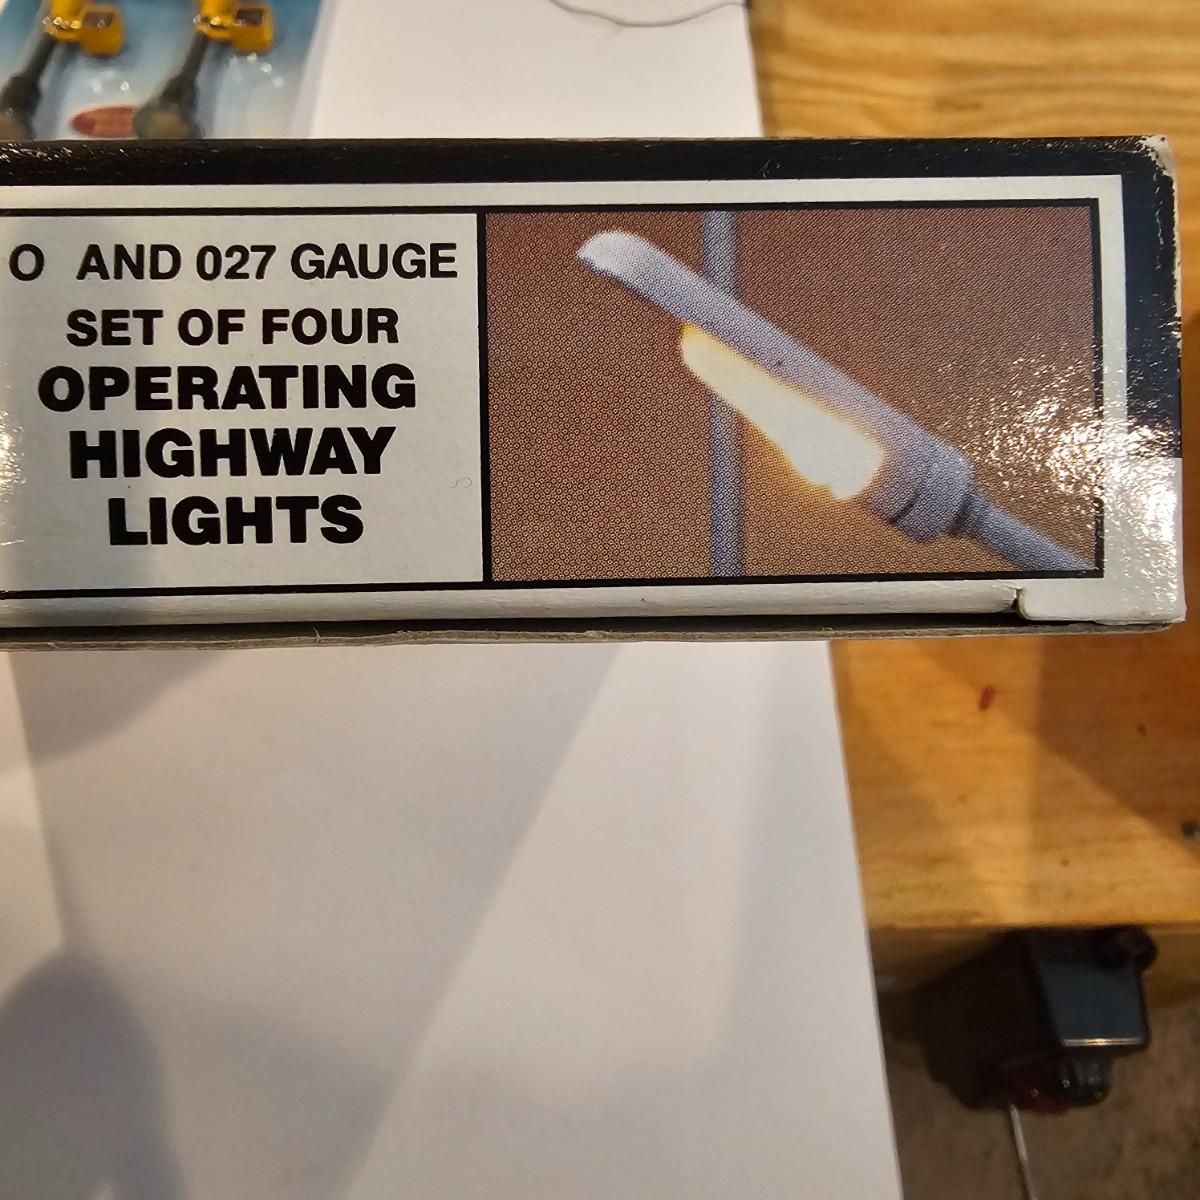 O AND 027 GAUGE
SET OF FOUR
OPERATING
HIGHWAY
LIGHTS